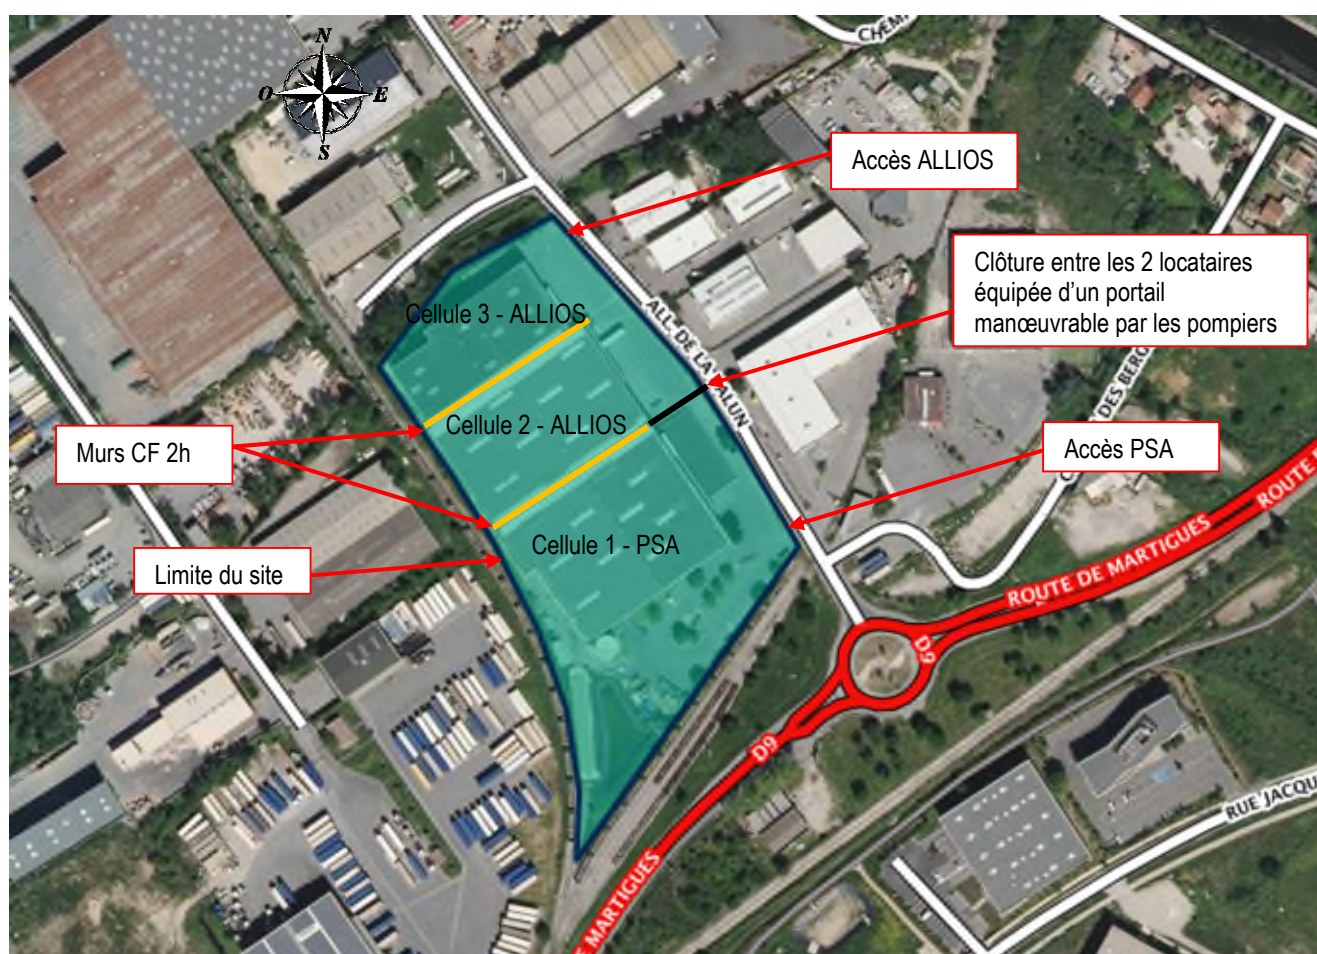 CHEM
N
O
E
S
Accès ALLIOS
Clôture entre les 2 locataires
équipée d'un portail
manœuvrable par les pompiers
Cellule 3 - ALLIOS
ALL- DE LA
ALUN
DES BERG
Cellule 2 - ALLIOS
Murs CF 2h
Accès PSA
Cellule 1 - PSA
Limite du site
ROUTE DE MARTIGUES
ROUTE
D9
D9
RUE JACQU
MARTIGUES